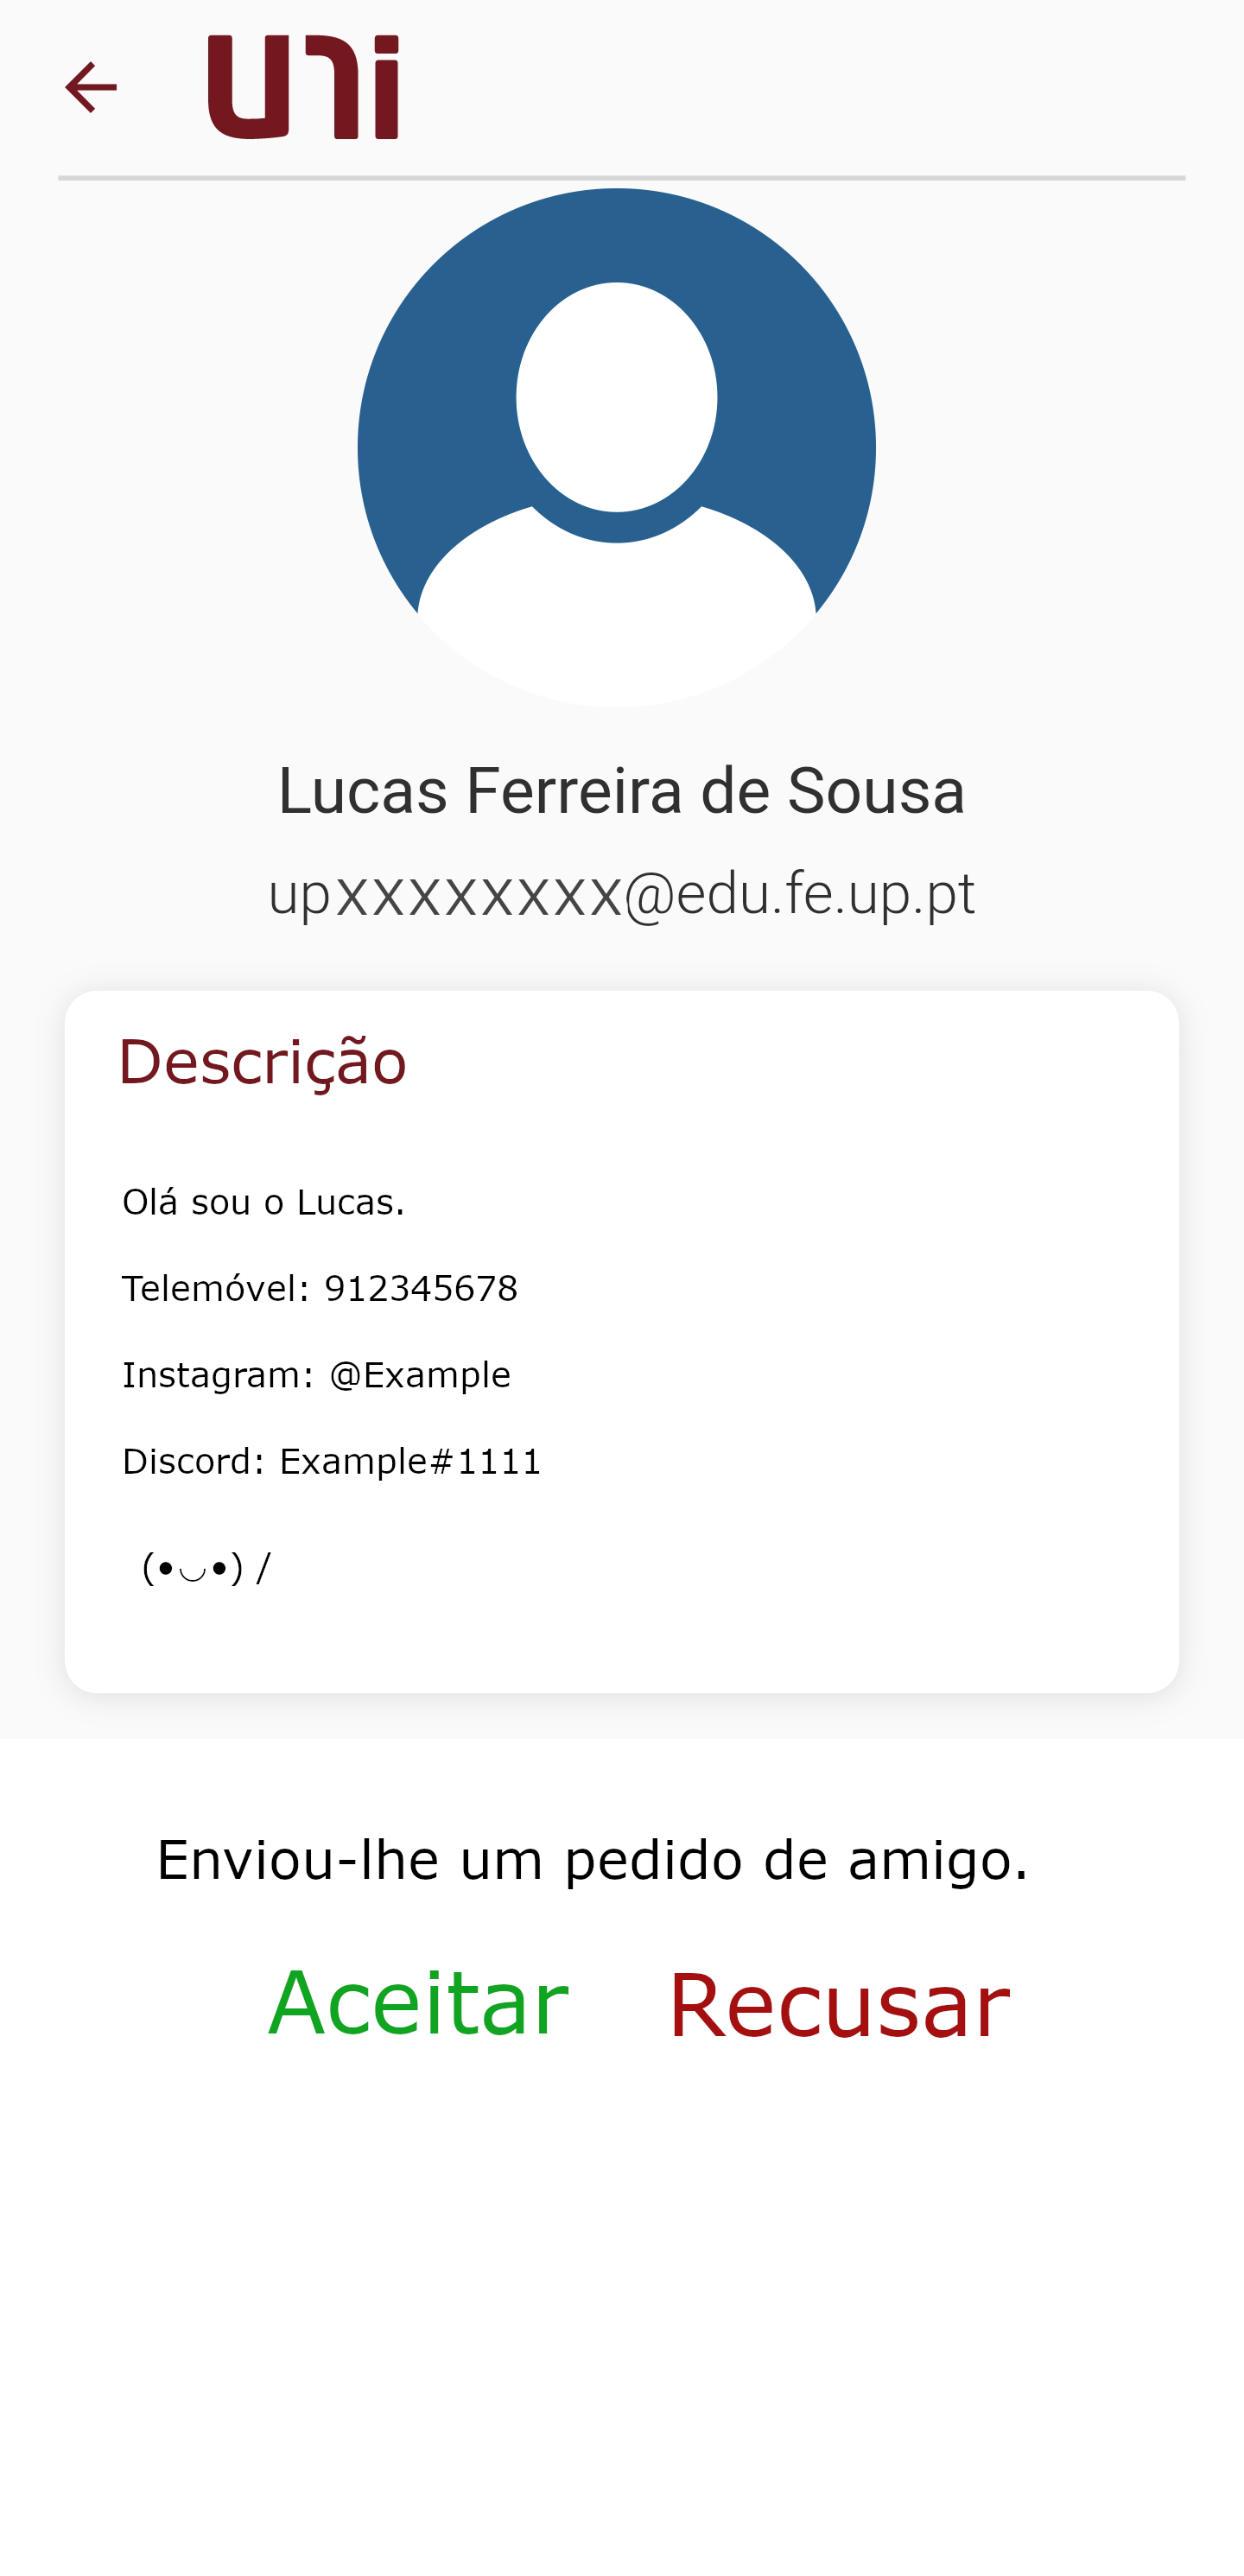 uni
Lucas Ferreira de Sousa
upxxxxxxxx@edu.fe.up.pt
Descrição
Olá sou o Lucas.
Telemóvel: 912345678
Instagram: @Example
Discord: Example#1111
(•◡•) /
Enviou-lhe um pedido de amigo.
Aceitar Recusar